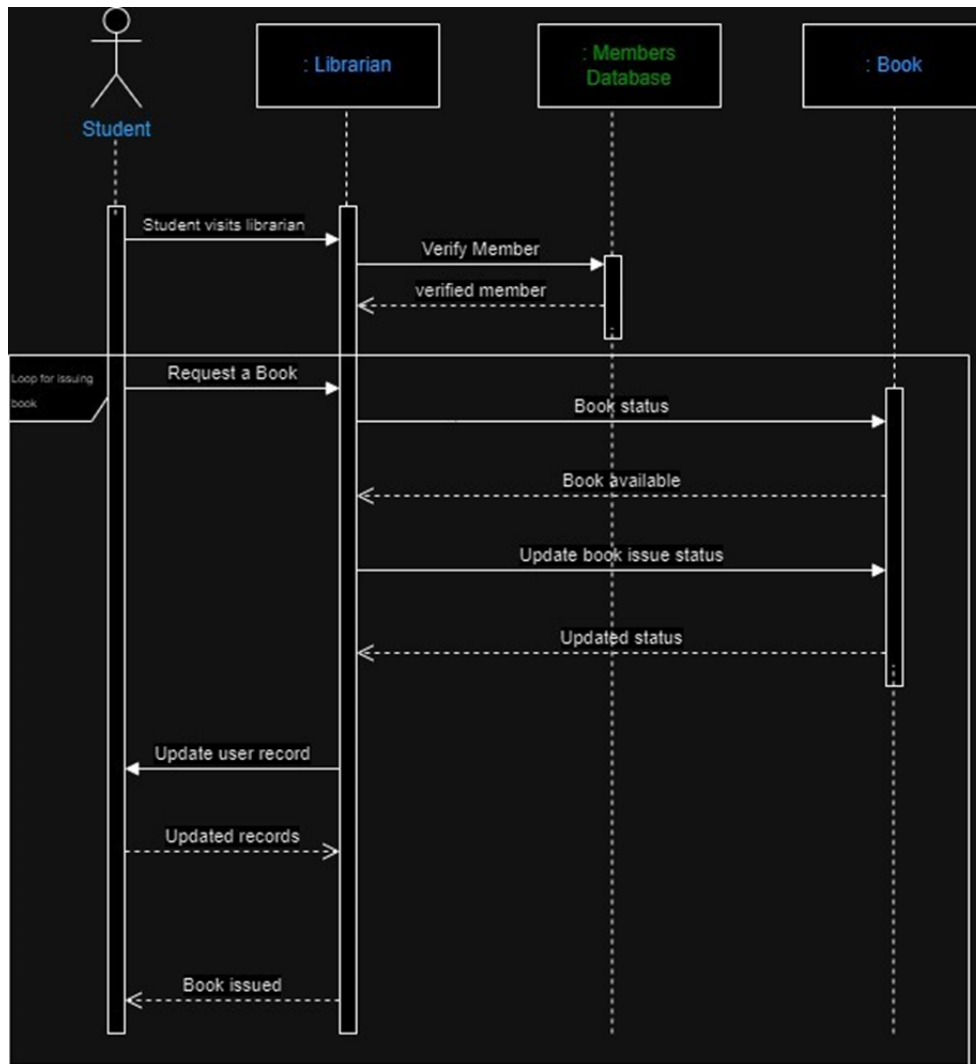 : Librarian
: Members
Database
: Book
Student
Student visits librarian
Verify Member
verified member
Loop for issuing
book
Request a Book
Book status
Book available
Update book issue status
Updated status
Update user record
Updated records
Book issued